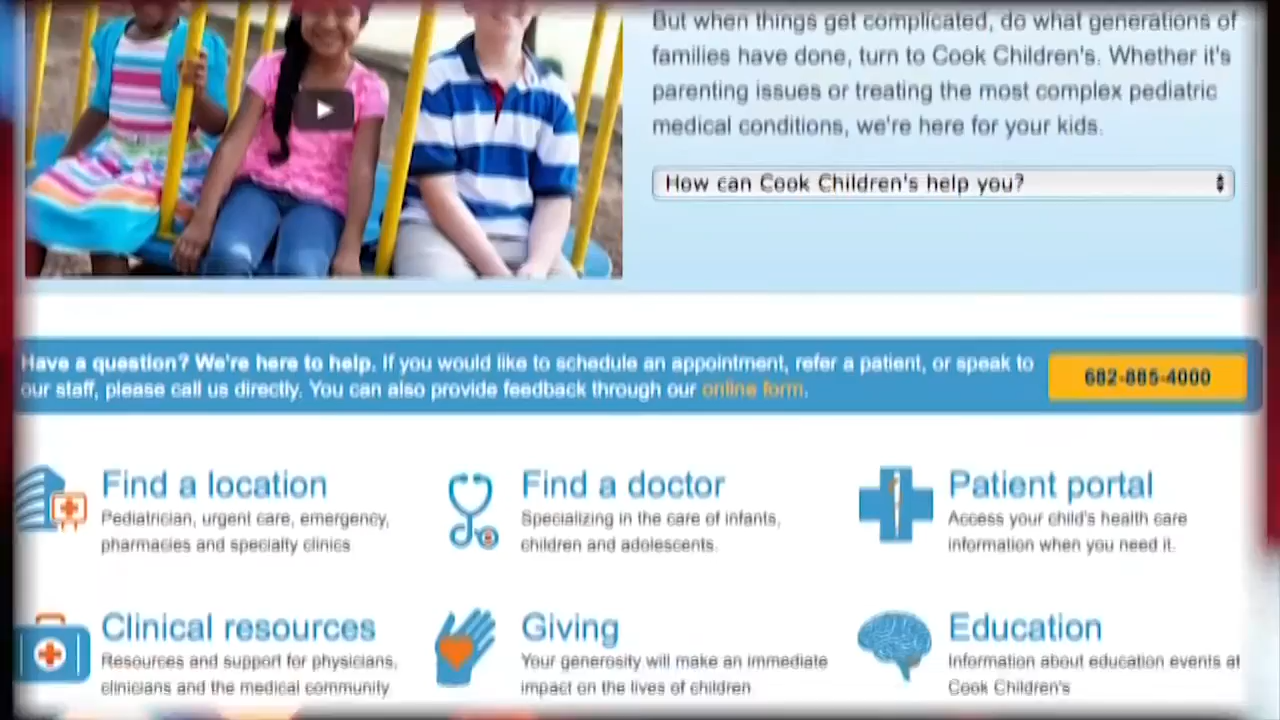 But when things get complicated, do what generations of
families have done, turn to Cook Children's. Whether it's
parenting issues or treating the most complex pediatric
medical conditions, we're here for your kids.
How can Cook Children's help you?
Have a question? We're here to help. If you would like to schedule an appointment, refer a patient, or speak to
our staff, please call us directly. You can also provide feedback through our online form.
682-885-4000
Find a location
Pediatrician, urgent care, emergency,
pharmacies and specialty clinics
Find a doctor
Specializing in the care of infants,
children and adolescents.
Patient portal
Access your child's health care
information when you need it.
Clinical resources
Resources and support for physicians,
clinicians and the medical community
Giving
Your generosity will make an immediate
impact on the lives of children
Education
Information about education events at
Cook Children's